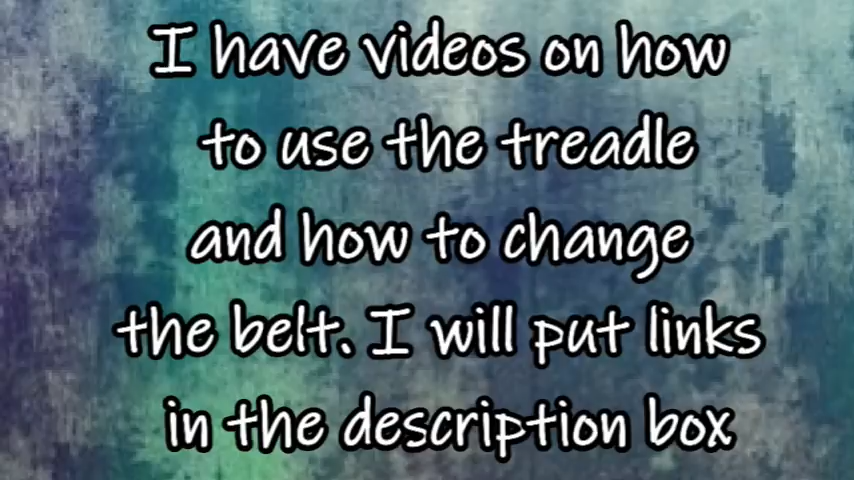 I have videos on how
to use the treadle
and how to change
the belt. I will put links
in the description box